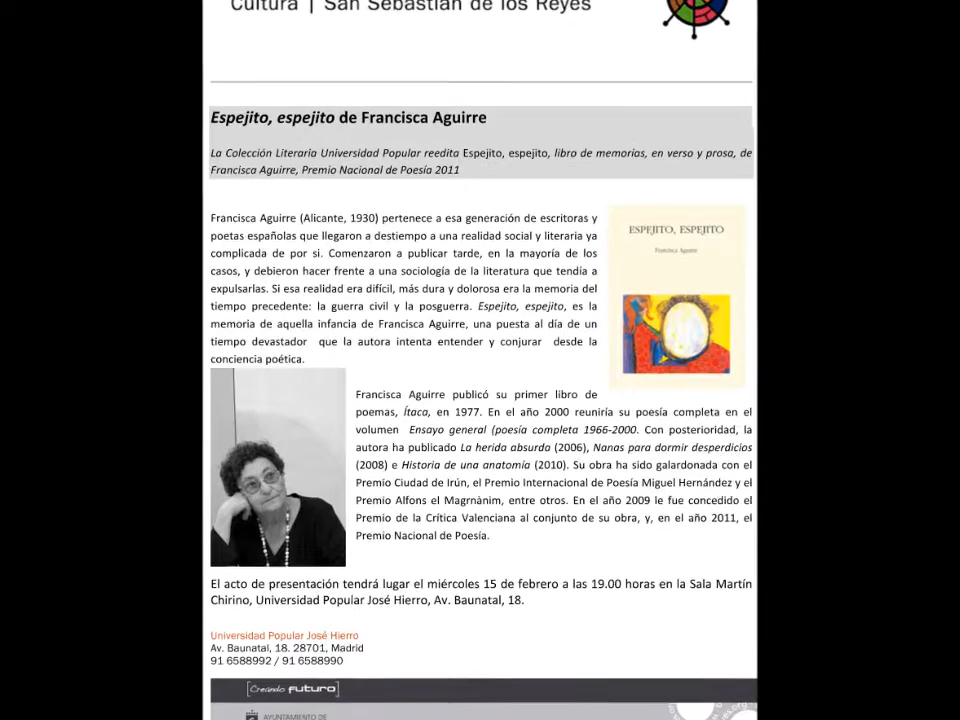 Cultura | San Sebastián de los Reyes
Espejito, espejito de Francisca Aguirre
La Colección Literaria Universidad Popular reedita Espejito, espejito, libro de memorias, en verso y prosa, de
Francisca Aguirre, Premio Nacional de Poesía 2011
Francisca Aguirre (Alicante, 1930) pertenece a esa generación de escritoras y
poetas españolas que llegaron a destiempo a una realidad social y literaria ya
complicada de por si. Comenzaron a publicar tarde, en la mayoría de los
casos, y debieron hacer frente a una sociología de la literatura que tendía a
expulsarlas. Si esa realidad era difícil, más dura y dolorosa era la memoria del
tiempo precedente: la guerra civil y la posguerra. Espejito, espejito, es la
memoria de aquella infancia de Francisca Aguirre, una puesta al día de un
tiempo devastador que la autora intenta entender y conjurar desde la
conciencia poética.
ESPEJITO, ESPEJITO
Francisca Aguirre
Francisca Aguirre publicó su primer libro de
poemas, Ítaca, en 1977. En el año 2000 reuniría su poesía completa en el
volumen Ensayo general (poesía completa 1966-2000. Con posterioridad, la
autora ha publicado La herida absurda (2006), Nanas para dormir desperdicios
(2008) e Historia de una anatomía (2010). Su obra ha sido galardonada con el
Premio Ciudad de Irún, el Premio Internacional de Poesía Miguel Hernández y el
Premio Alfons el Magrnànim, entre otros. En el año 2009 le fue concedido el
Premio de la Crítica Valenciana al conjunto de su obra, y, en el año 2011, el
Premio Nacional de Poesía.
El acto de presentación tendrá lugar el miércoles 15 de febrero a las 19.00 horas en la Sala Martín
Chirino, Universidad Popular José Hierro, Av. Baunatal, 18.
Universidad Popular José Hierro
Av. Baunatal, 18. 28701, Madrid
91 6588992 / 91 6588990
[Creando futuro]
AYUNTAMIENTO DE